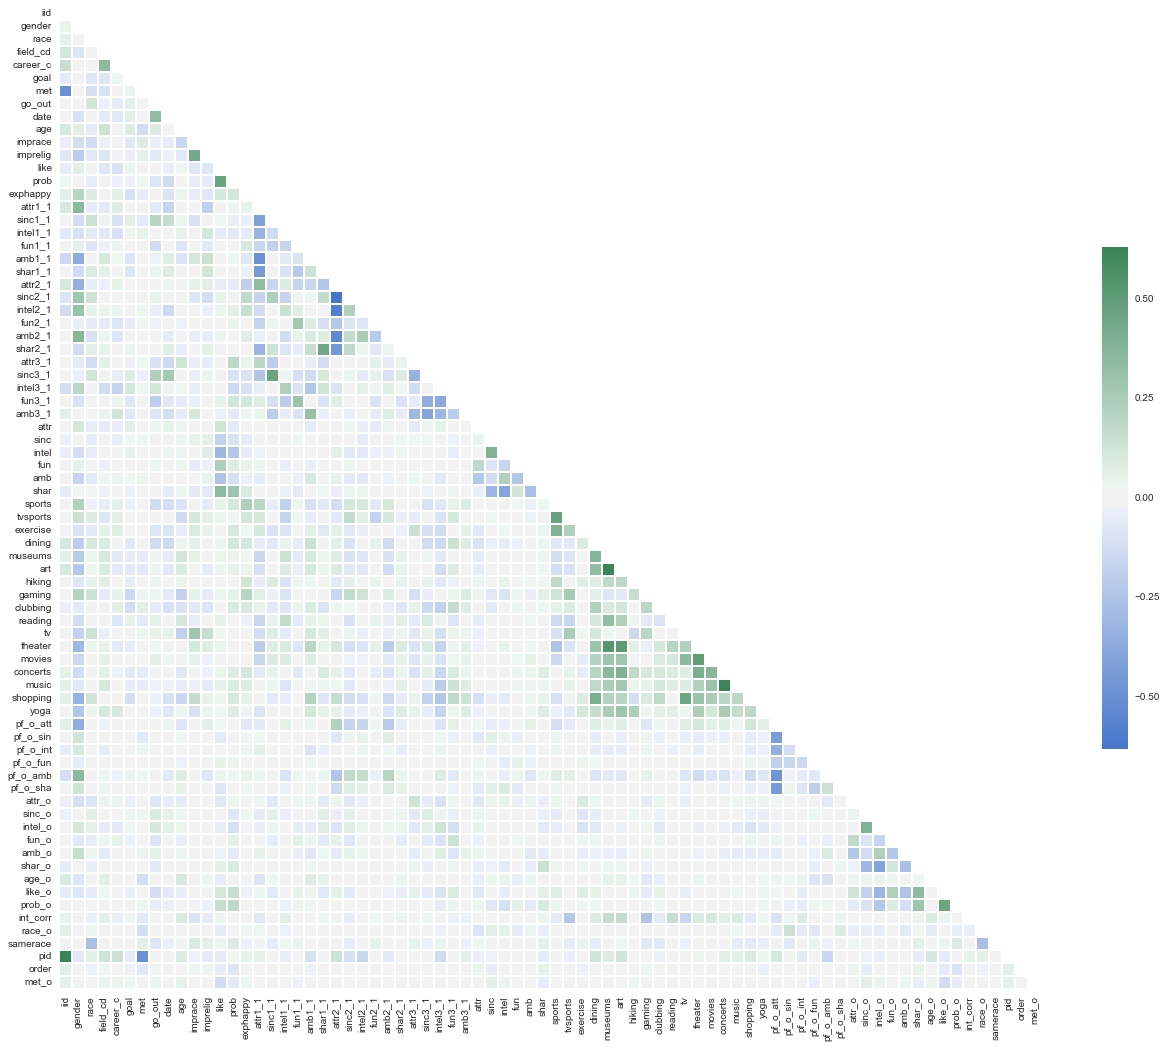 iid
gender
race
field_cd
career_c
goal
met
go_out
date
age
imprace
imprelig
like
prob
exphappy
attr1_1
sinc1_1
intel1_1
fun1_1
amb1_1
shar1_1
attr2_1
sinc2_1
intel2_1
fun2_1
amb2_1
shar2_1
attr3_1
sinc3_1
intel3_1
fun3_1
amb3_1
attr
sinc
intel
fun
amb
shar
sports
tvsports
exercise
dining
museums
art
hiking
gaming
clubbing
reading
tv
theater
movies
concerts
music
shopping
yoga
pf_o_att
pf_o_sin
pf_o_int
pf_o_fun
pf_o_amb
pf_o_sha
attr_o
sinc_o
intel_o
fun_o
amb_o
shar_o
age_o
like_o
prob_o
int_corr
race_o
samerace
pid
order
met_o
iid
gender
race
field_cd
career_c
goal
met
go_out
date
age
imprace
imprelig
like
prob
exphappy
attr1_1
sinc1_1
intel1_1
fun1_1
amb1_1
shar1_1
attr2_1
sinc2_1
intel2_1
fun2_1
amb2_1
shar2_1
attr3_1
sinc3_1
intel3_1
fun3_1
amb3_1
attr
sinc
intel
fun
amb
shar
sports
tvsports
exercise
dining
museums
art
hiking
gaming
clubbing
reading
tv
theater
movies
concerts
music
shopping
yoga
pf_o_att
pf_o_sin
pf_o_int
pf_o_fun
pf_o_amb
pf_o_sha
attr_o
sinc_o
intel_o
fun_o
amb_o
shar_o
age_o
like_o
prob_o
int_corr
race_o
samerace
pid
order
met_o
0.50
0.25
0.00
−0.25
−0.50